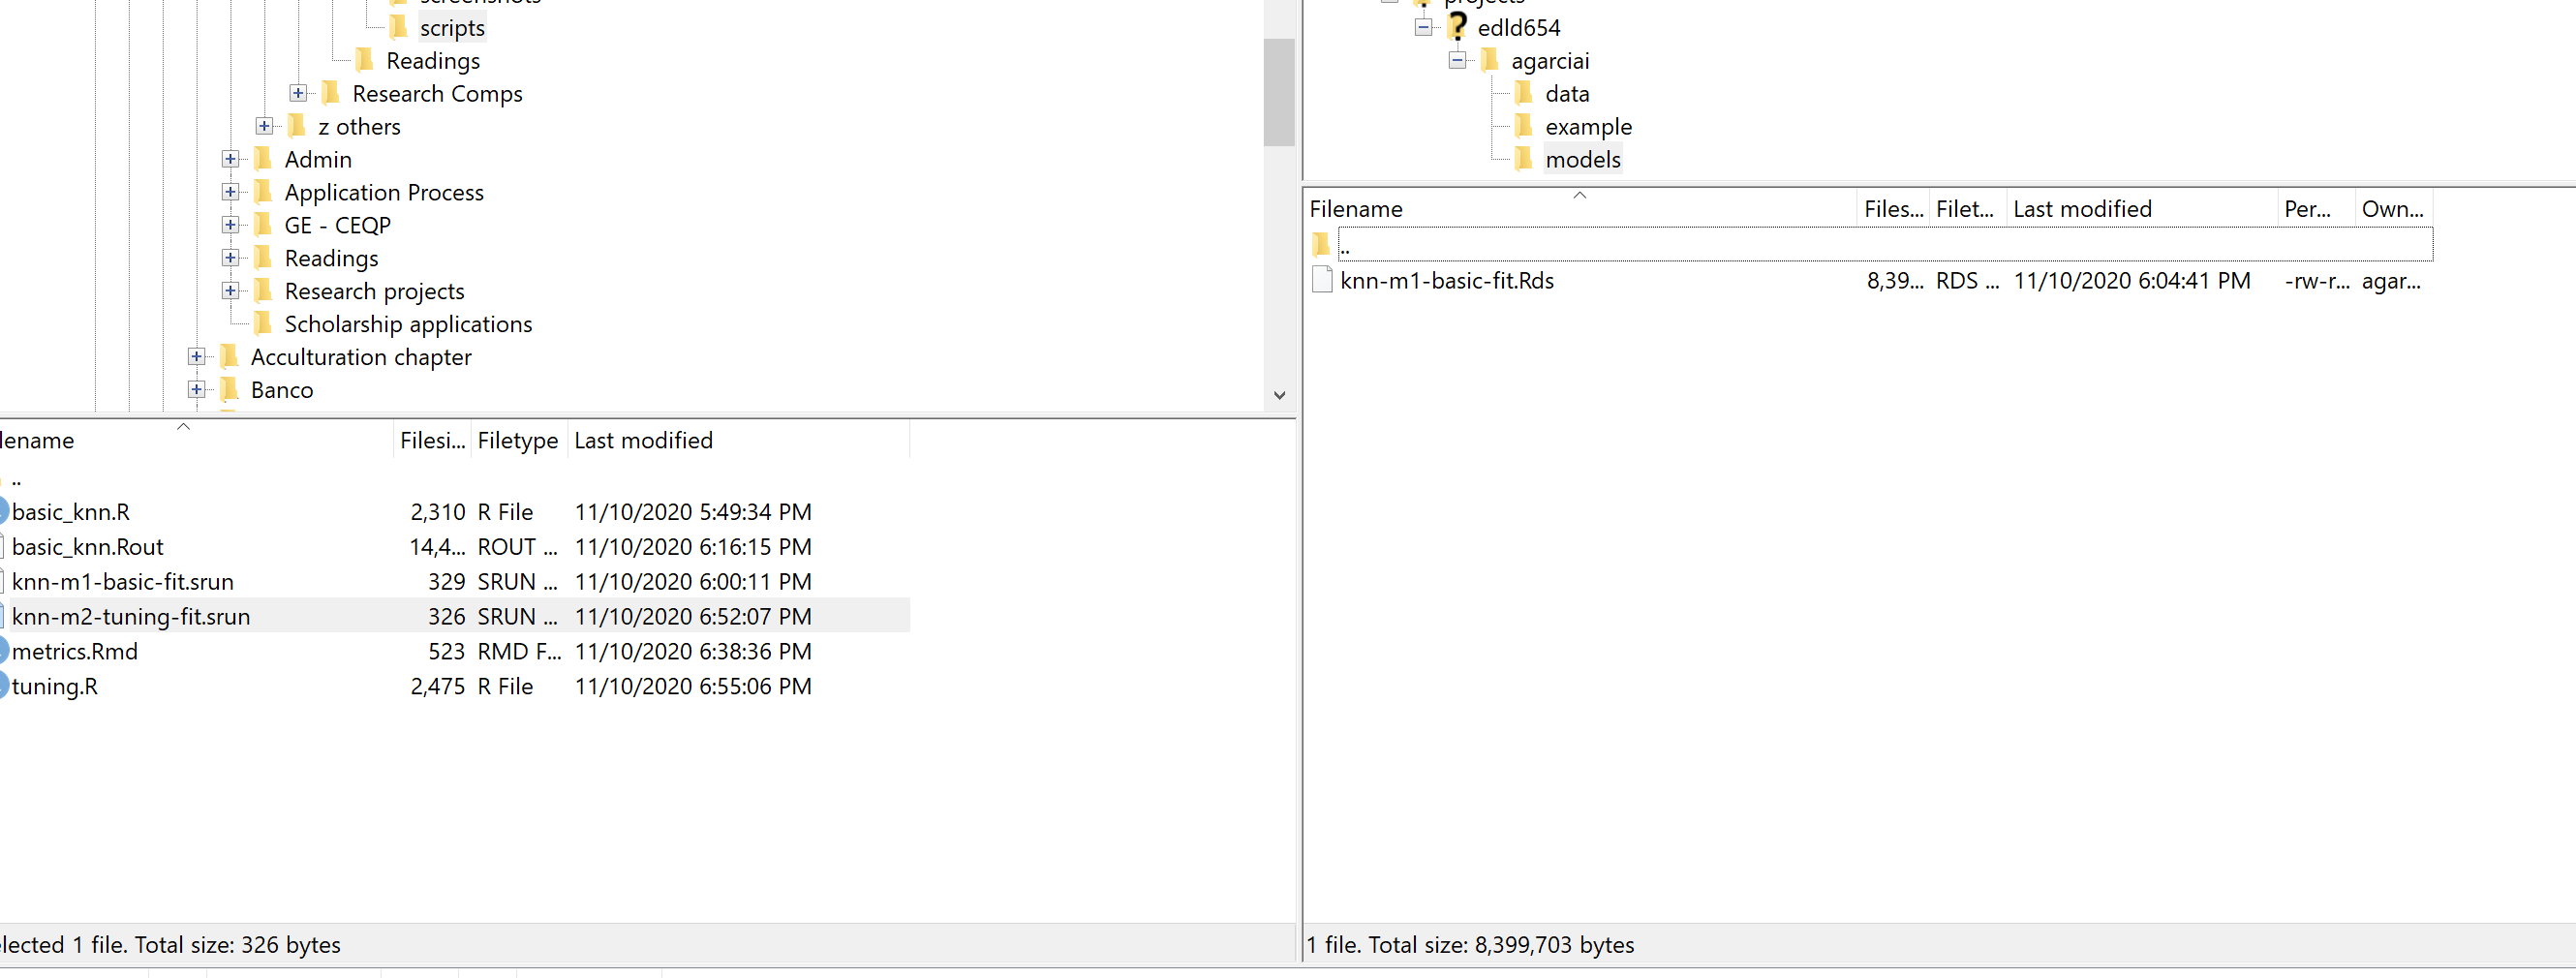 scripts
Readings
Research Comps
z others
Admin
Application Process
GE - CEQP
Readings
Research projects
Scholarship applications
Acculturation chapter
Banco
lename Filesi... Filetype Last modified
..
basic_knn.R 2,310 R File 11/10/2020 5:49:34 PM
basic_knn.Rout 14,4... ROUT ... 11/10/2020 6:16:15 PM
knn-m1-basic-fit.srun 329 SRUN ... 11/10/2020 6:00:11 PM
knn-m2-tuning-fit.srun 326 SRUN ... 11/10/2020 6:52:07 PM
metrics.Rmd 523 RMD F... 11/10/2020 6:38:36 PM
tuning.R 2,475 R File 11/10/2020 6:55:06 PM
elected 1 file. Total size: 326 bytes
projects
edld654
agarciai
data
example
models
Filename Files... Filet... Last modified Per... Own...
..
knn-m1-basic-fit.Rds 8,39... RDS ... 11/10/2020 6:04:41 PM -rw-r... agar...
1 file. Total size: 8,399,703 bytes